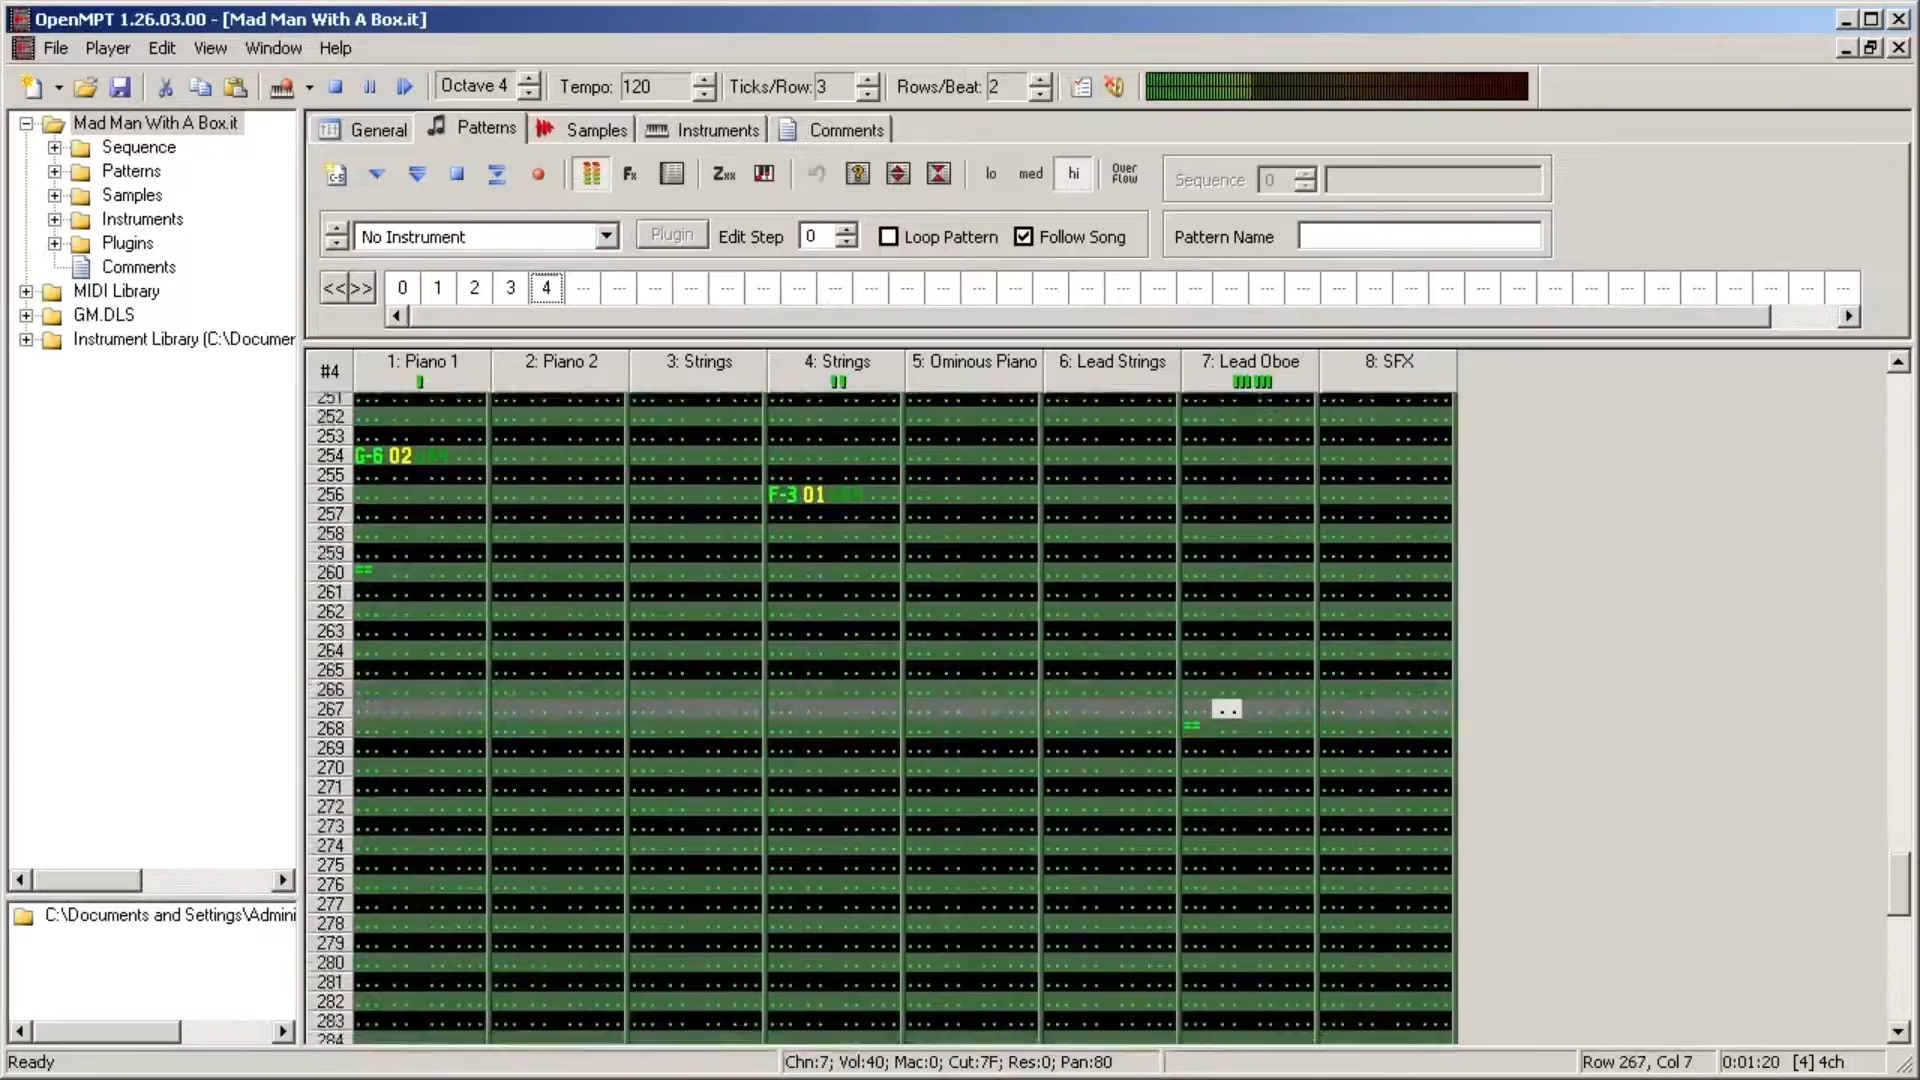 OpenMPT 1.26.03.00 - [Mad Man With A Box.it]
File Player Edit View Window Help
Octave 4 Tempo: 120 Ticks/Row: 3 Rows/Beat: 2
Mad Man With A Box.it
Sequence
Patterns
Samples
Instruments
Plugins
Comments
MIDI Library
GM.DLS
Instrument Library (C:\Documer
C:\Documents and Settings\Admini
General Patterns Samples Instruments Comments
Fx Zxx lo med hi Over Flow Sequence 0
No Instrument Plugin Edit Step 0 Loop Pattern Follow Song Pattern Name
<< >> 0 1 2 3 4 --- --- --- --- --- --- --- --- --- --- --- --- --- --- --- --- --- --- --- --- --- --- --- --- --- --- --- --- --- --- --- --- --- --- --- ---
#4 1: Piano 1 2: Piano 2 3: Strings 4: Strings 5: Ominous Piano 6: Lead Strings 7: Lead Oboe 8: SFX
251
252
253
254 G-6 02
255
256 F-3 01
257
258
259
260 ==
261
262
263
264
265
266
267
268 ==
269
270
271
272
273
274
275
276
277
278
279
280
281
282
283
284
Ready Chn:7; Vol:40; Mac:0; Cut:7F; Res:0; Pan:80 Row 267, Col 7 0:01:20 [4] 4ch